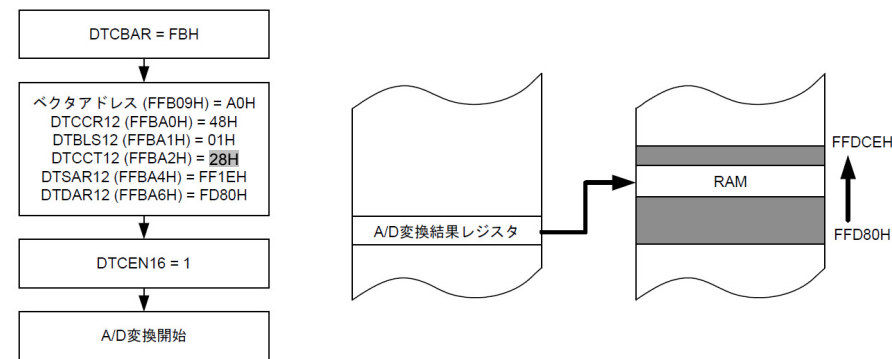 DTCBAR = FBH
ベクタアドレス (FFB09H) = A0H
DTCCR12 (FFBA0H) = 48H
DTBLS12 (FFBA1H) = 01H
DTCCT12 (FFBA2H) = 28H
DTSAR12 (FFBA4H) = FF1EH
DTDAR12 (FFBA6H) = FD80H
DTCEN16 = 1
A/D変換開始
A/D変換結果レジスタ
RAM
FFDCEH
FFD80H